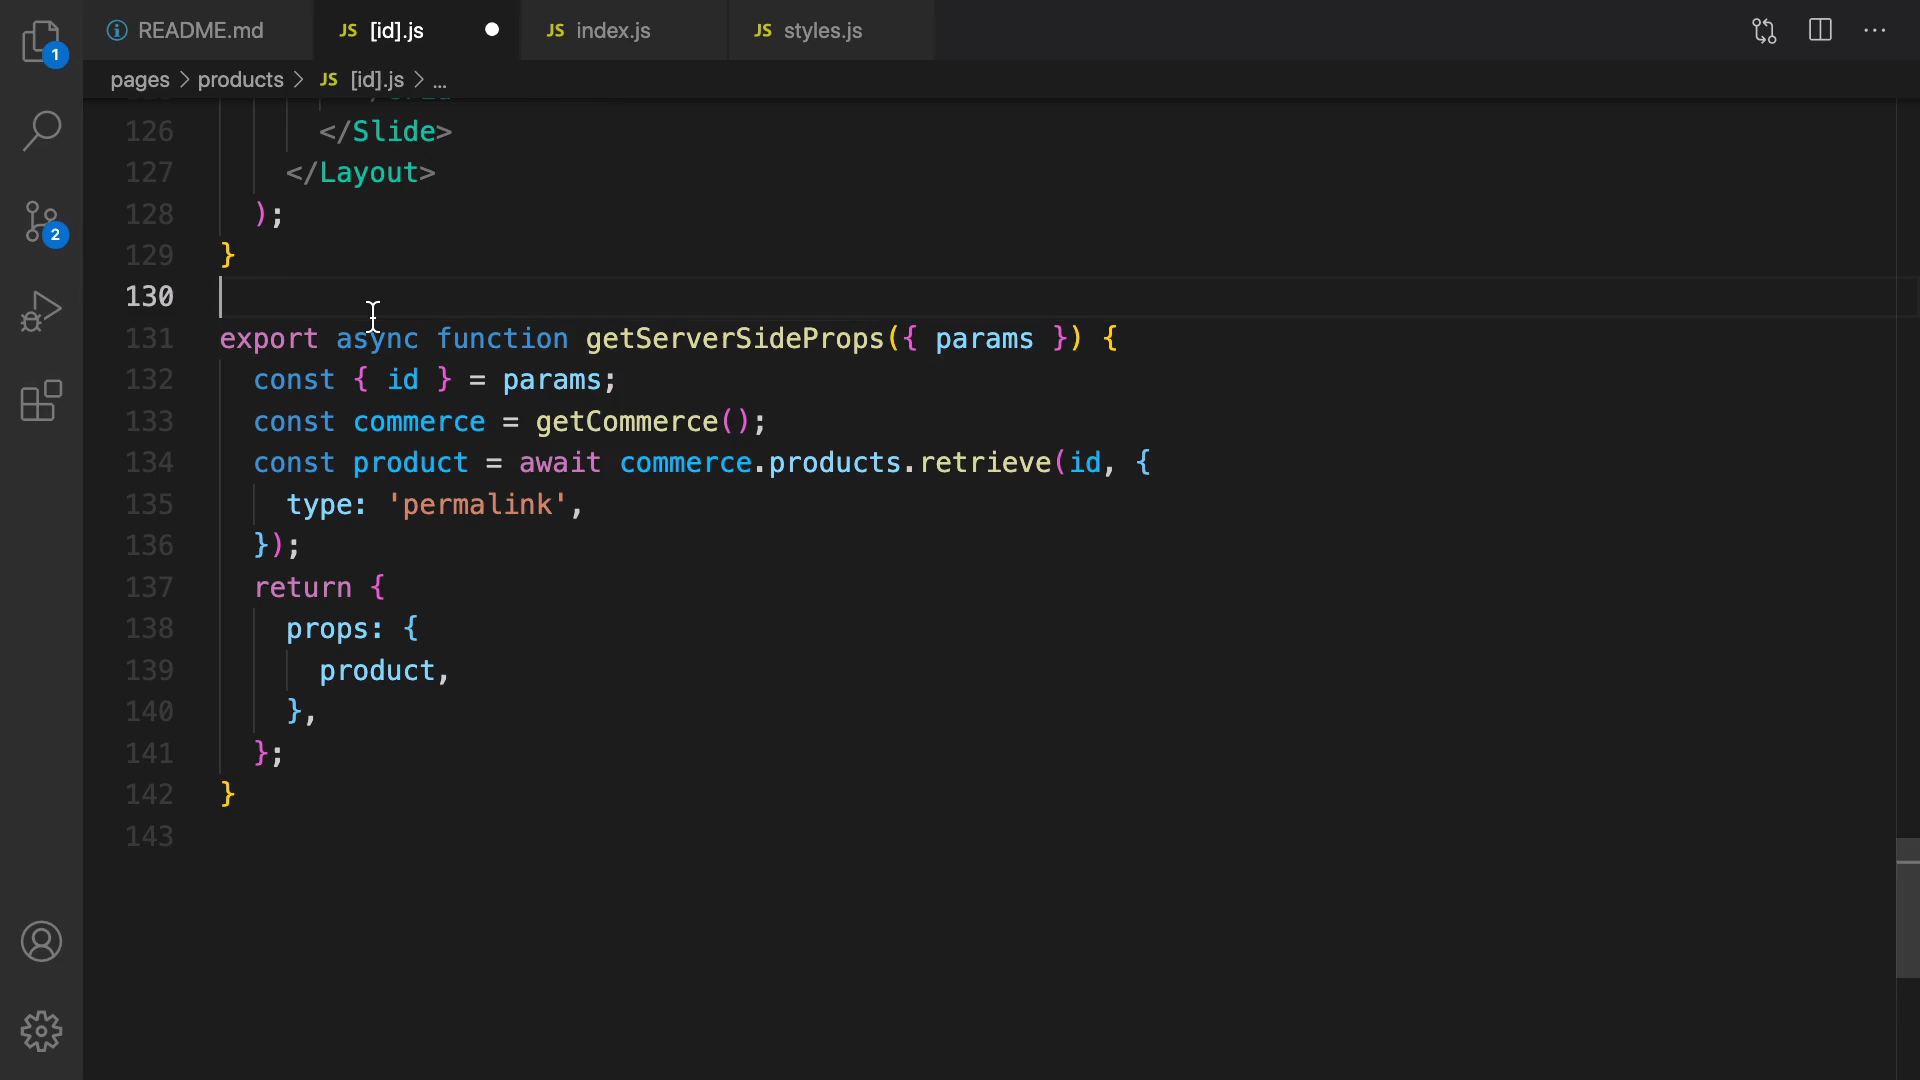 README.md
JS [id].js
JS index.js
JS styles.js
1
pages > products > JS [id].js > ...
126 </Slide>
127 </Layout>
128 );
129 }
130
131 export async function getServerSideProps({ params }) {
132 const { id } = params;
133 const commerce = getCommerce();
134 const product = await commerce.products.retrieve(id, {
135 type: 'permalink',
136 });
137 return {
138 props: {
139 product,
140 },
141 };
142 }
143
2